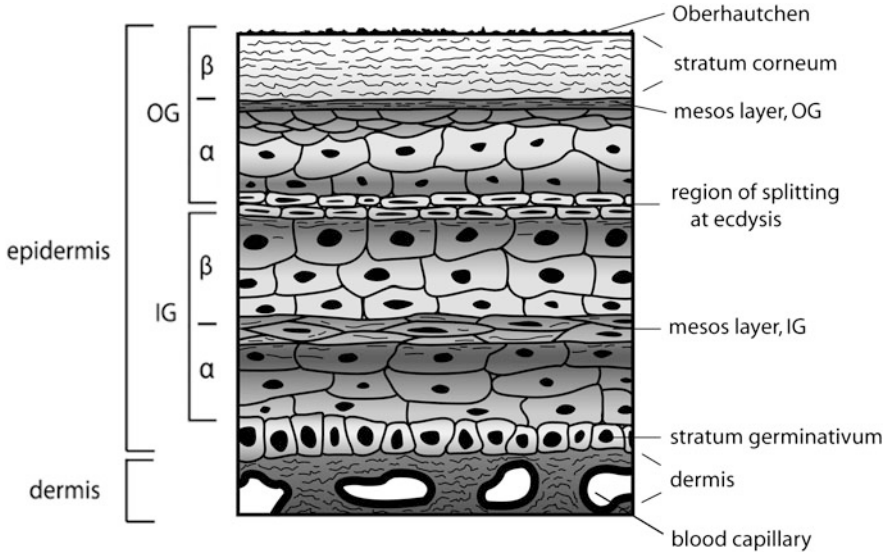 Oberhautchen
β
stratum corneum
OG
mesos layer, OG
α
region of splitting
at ecdysis
epidermis
β
IG
mesos layer, IG
α
stratum germinativum
dermis
dermis
blood capillary